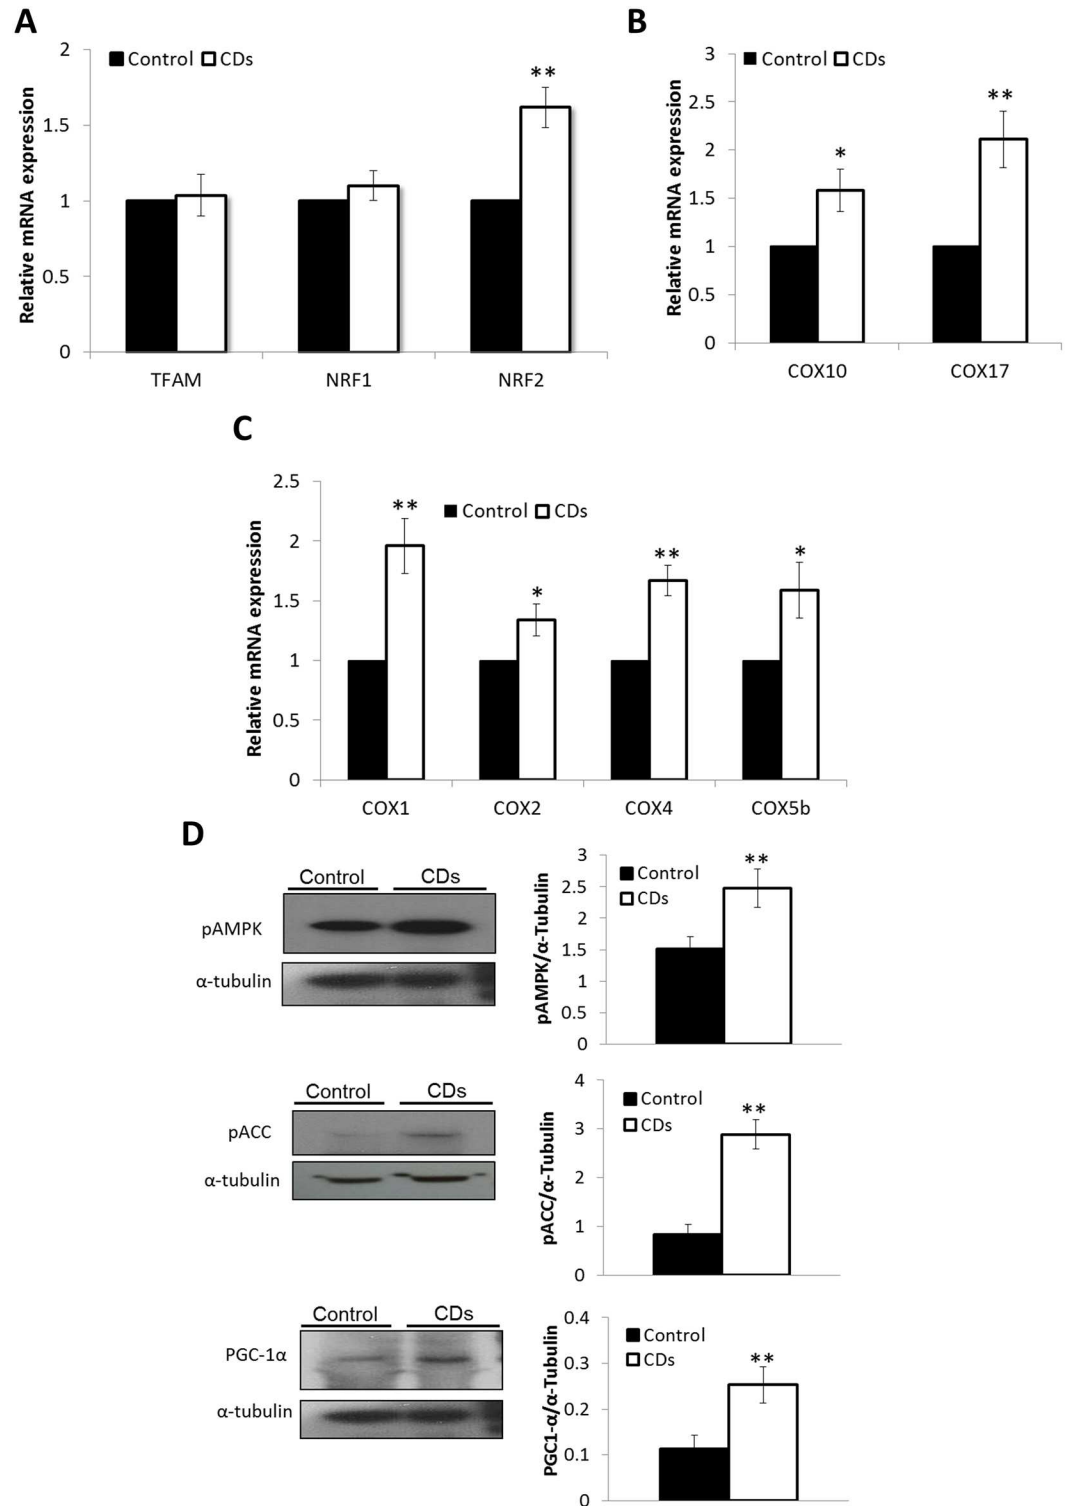 A
Relative mRNA expression
2
1.5
1
0.5
0
Control CDs
**
TFAM NRF1 NRF2
B
Relative mRNA expression
3
2.5
2
1.5
1
0.5
0
Control CDs
* **
COX10 COX17
C
Relative mRNA expression
2.5
2
1.5
1
0.5
0
Control CDs
** * ** *
COX1 COX2 COX4 COX5b
D
Control CDs
pAMPK
α-tubulin
pAMPK/α-Tubulin
3
2.5
2
1.5
1
0.5
0
Control
CDs
**
Control CDs
pACC
α-tubulin
pACC/α-Tubulin
4
3
2
1
0
Control
CDs
**
Control CDs
PGC-1α
α-tubulin
PGC1-α/α-Tubulin
0.4
0.3
0.2
0.1
0
Control
CDs
**